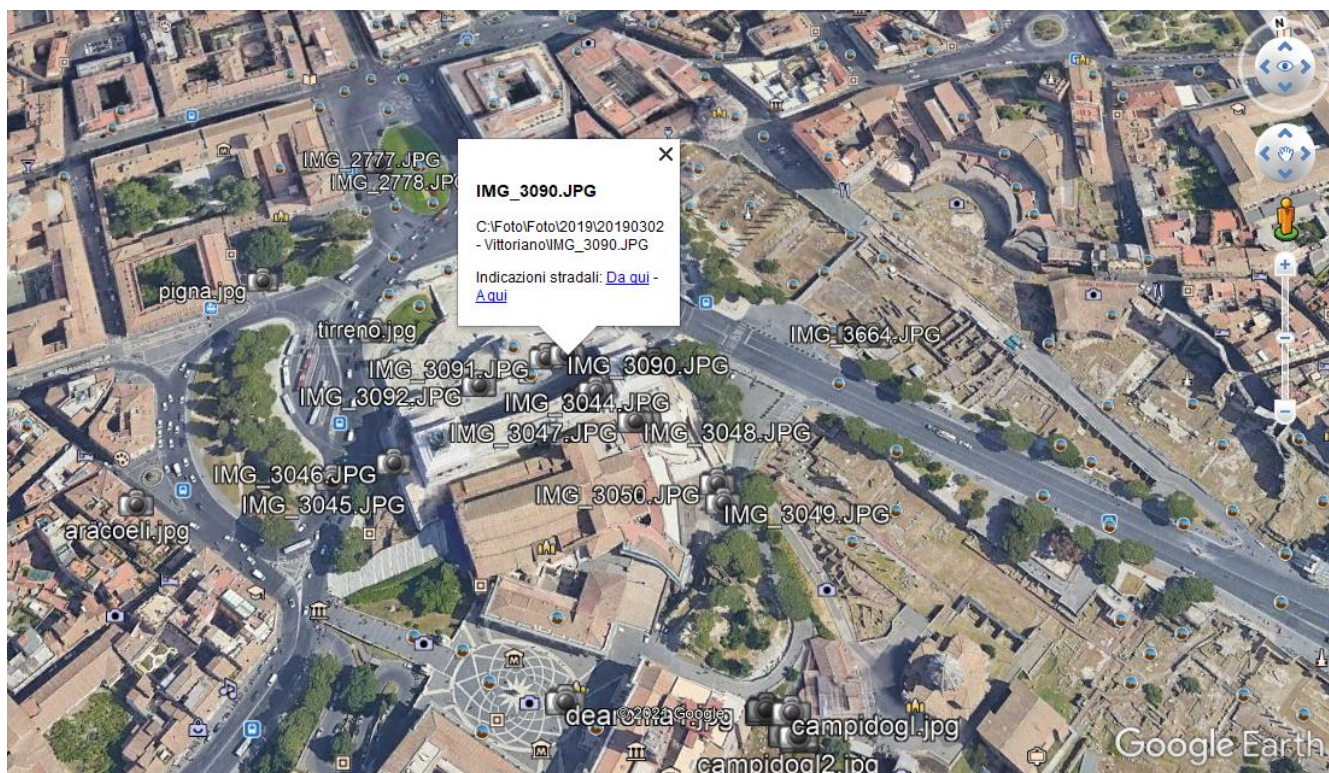 N
IMG_2777.JPG
IMG_2778.JPG
IMG_3090.JPG
C:\Foto\Foto\2019\20190302
- Vittoriano\IMG_3090.JPG
Indicazioni stradali: Da qui -
A qui
pigna.jpg
tirreno.jpg
IMG_3664.JPG
IMG_3091.JPG
IMG_3090.JPG
IMG_3092.JPG
IMG_3044.JPG
IMG_3047.JPG
IMG_3048.JPG
IMG_3046.JPG
IMG_3045.JPG
IMG_3050.JPG
IMG_3049.JPG
aracoeli.jpg
dearoma1.jpg
© 2021 Google
campidogl.jpg
campidogl2.jpg
Google Earth